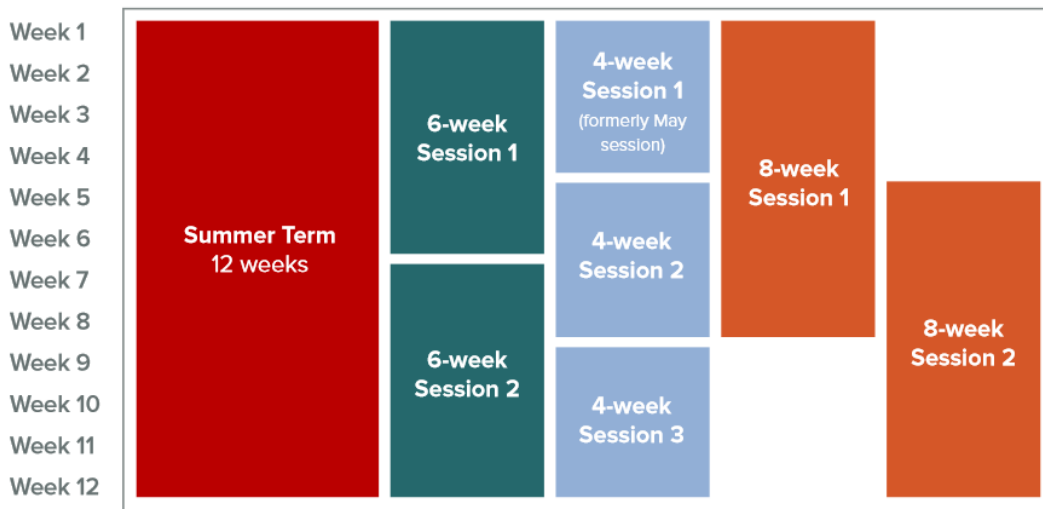 Week 1
Week 2
Week 3
Week 4
Week 5
Week 6
Week 7
Week 8
Week 9
Week 10
Week 11
Week 12
Summer Term
12 weeks
6-week
Session 1
6-week
Session 2
4-week
Session 1
(formerly May
session)
4-week
Session 2
4-week
Session 3
8-week
Session 1
8-week
Session 2